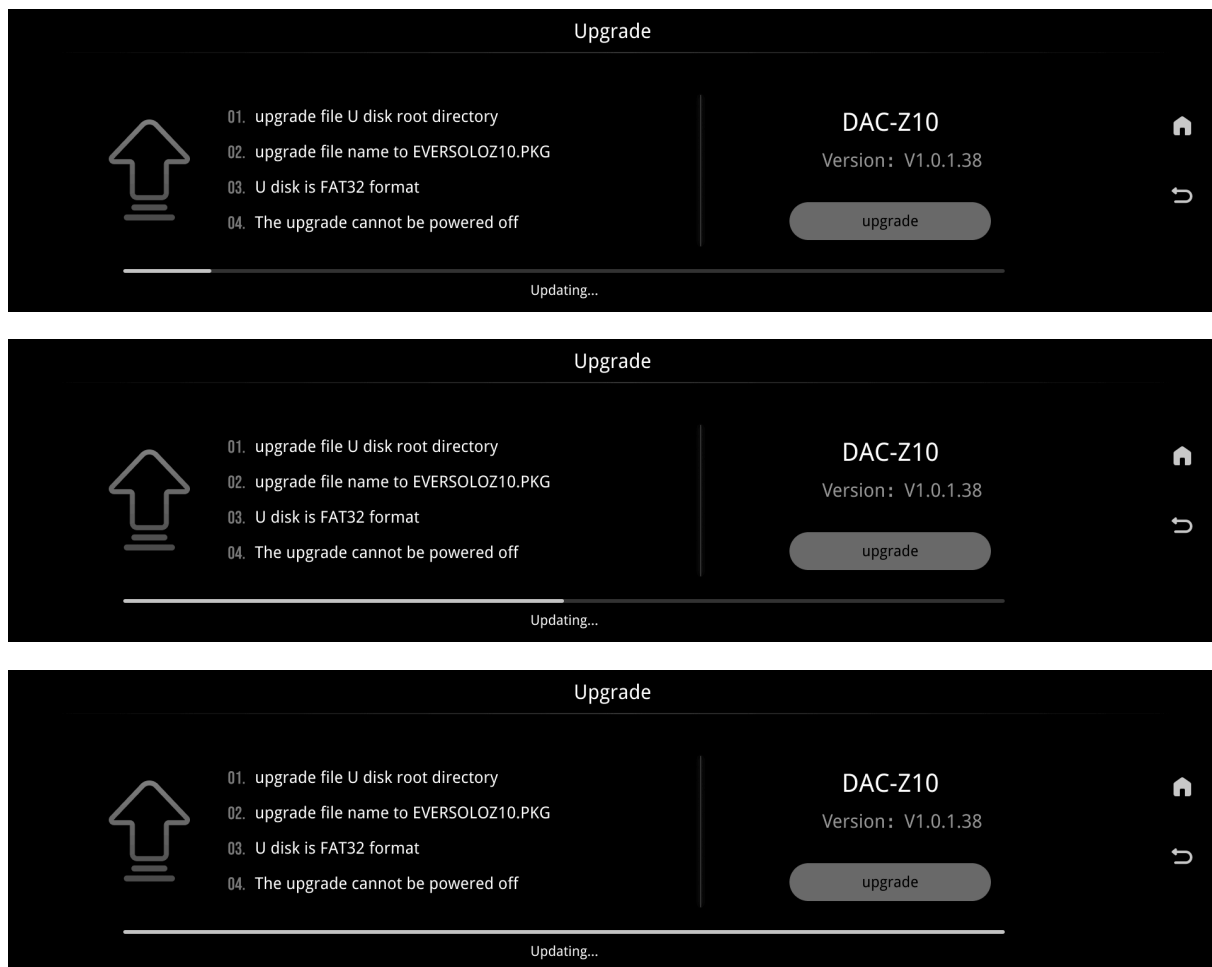 Upgrade
01. upgrade file U disk root directory
02. upgrade file name to EVERSOLOZ10.PKG
03. U disk is FAT32 format
04. The upgrade cannot be powered off
DAC-Z10
Version: V1.0.1.38
upgrade
Updating...
Upgrade
01. upgrade file U disk root directory
02. upgrade file name to EVERSOLOZ10.PKG
03. U disk is FAT32 format
04. The upgrade cannot be powered off
DAC-Z10
Version: V1.0.1.38
upgrade
Updating...
Upgrade
01. upgrade file U disk root directory
02. upgrade file name to EVERSOLOZ10.PKG
03. U disk is FAT32 format
04. The upgrade cannot be powered off
DAC-Z10
Version: V1.0.1.38
upgrade
Updating...